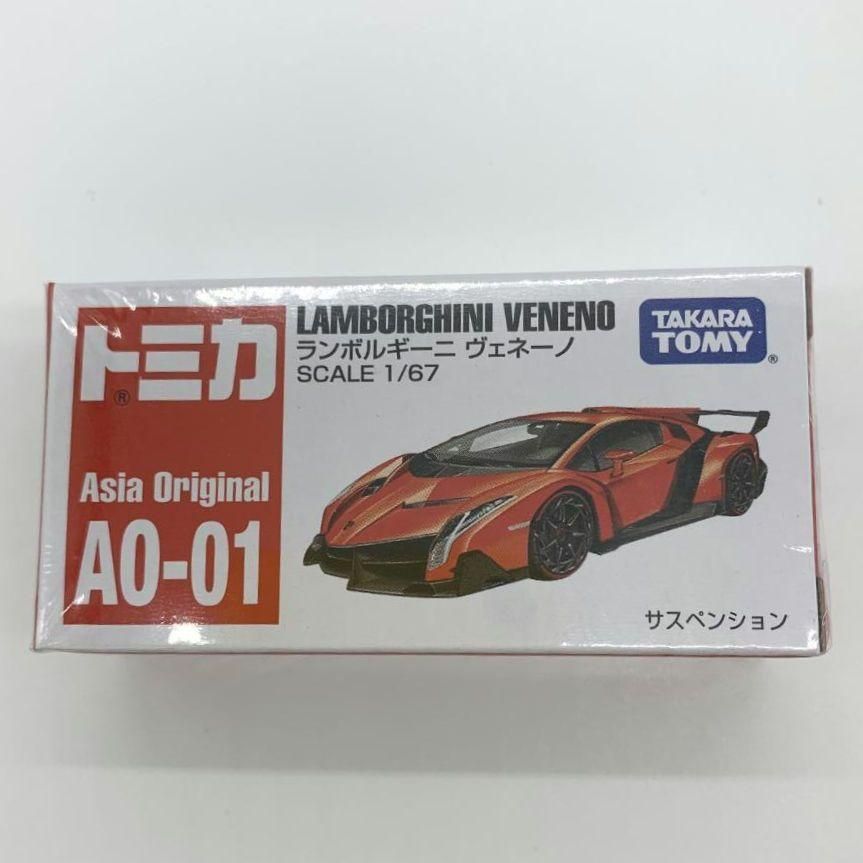 トミカ
®
Asia Original
AO-01
LAMBORGHINI VENENO
ランボルギーニ ヴェネーノ
SCALE 1/67
TAKARA
TOMY
®
サスペンション